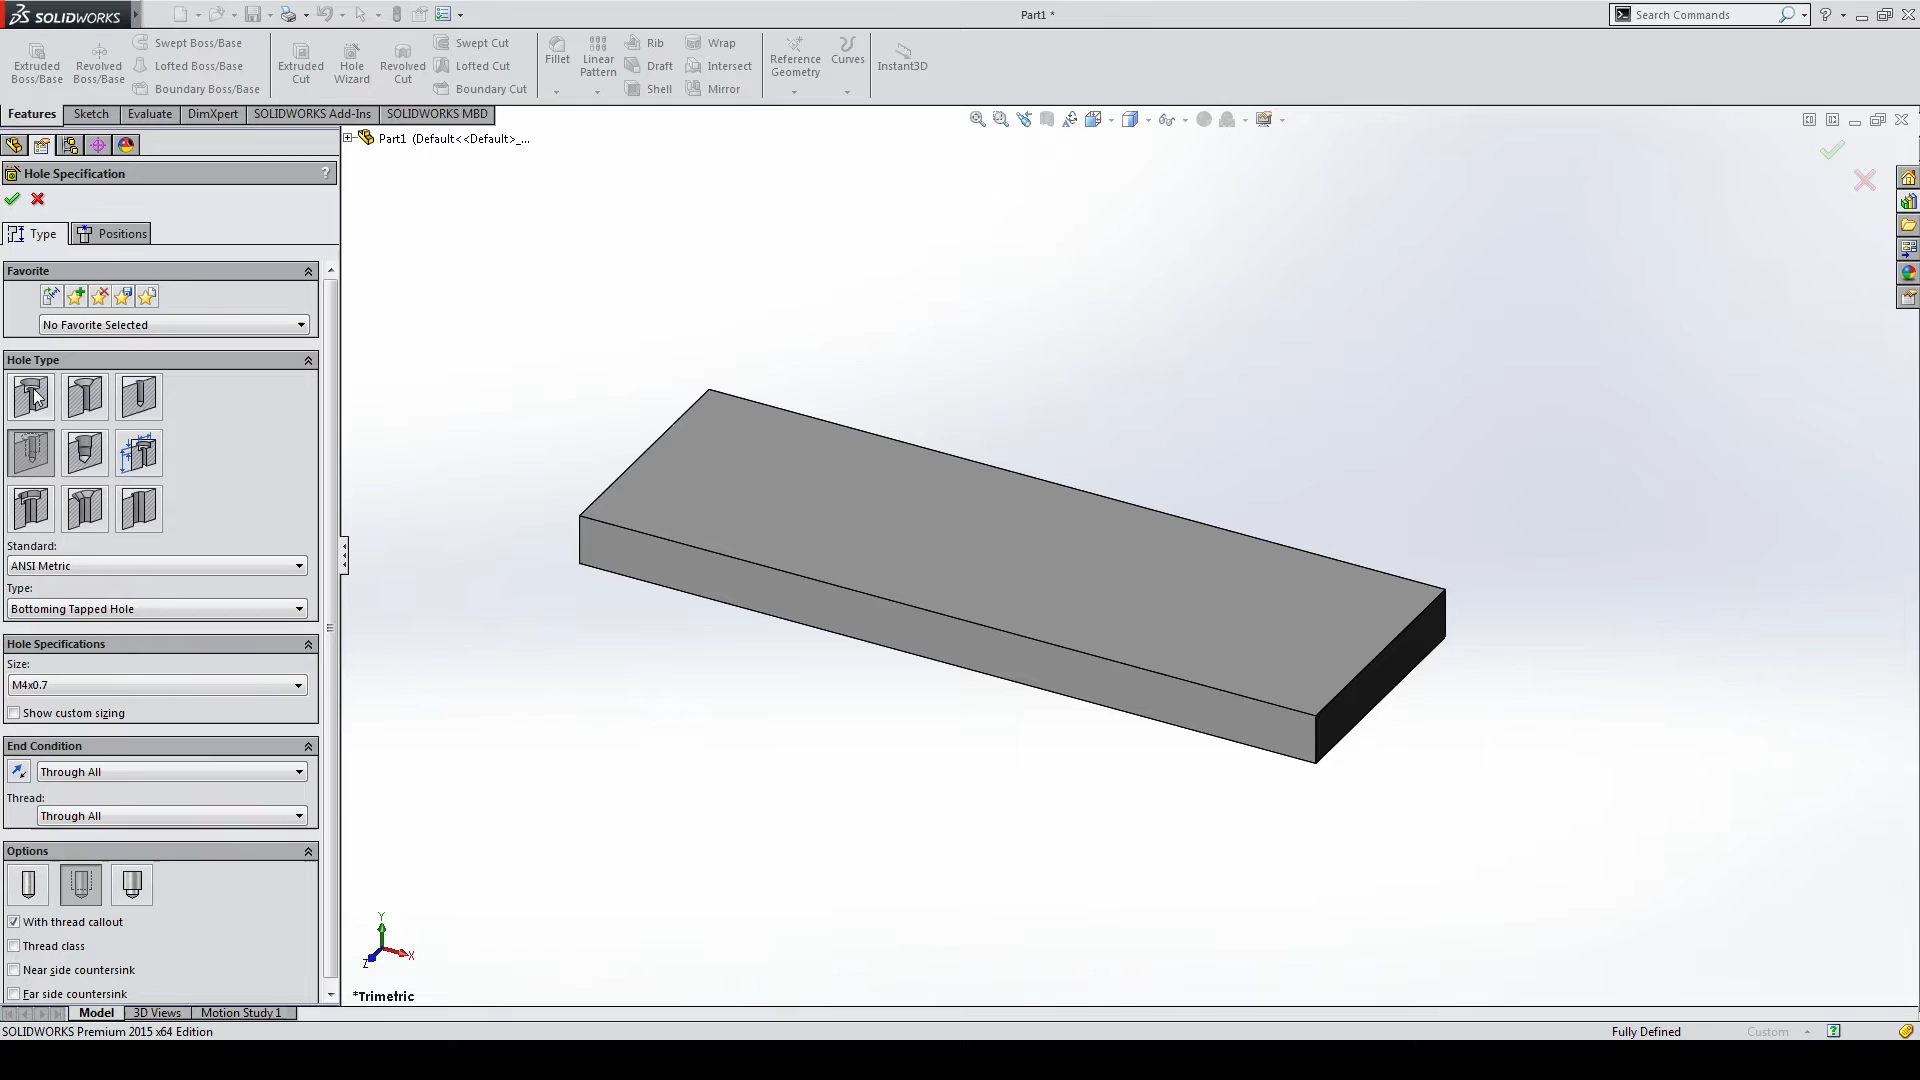 SOLIDWORKS
Part1 *
Search Commands
Extruded Boss/Base
Revolved Boss/Base
Swept Boss/Base
Lofted Boss/Base
Boundary Boss/Base
Extruded Cut
Hole Wizard
Revolved Cut
Swept Cut
Lofted Cut
Boundary Cut
Fillet
Linear Pattern
Rib
Draft
Shell
Wrap
Intersect
Mirror
Reference Geometry
Curves
Instant3D
Features
Sketch
Evaluate
DimXpert
SOLIDWORKS Add-Ins
SOLIDWORKS MBD
Part1 (Default<<Default>_...
Hole Specification
?
Type
Positions
Favorite
No Favorite Selected
Hole Type
Standard:
ANSI Metric
Type:
Bottoming Tapped Hole
Hole Specifications
Size:
M4x0.7
Show custom sizing
End Condition
Through All
Thread:
Through All
Options
With thread callout
Thread class
Near side countersink
Far side countersink
Y
X
Z
*Trimetric
Model
3D Views
Motion Study 1
SOLIDWORKS Premium 2015 x64 Edition
Fully Defined
Custom
?